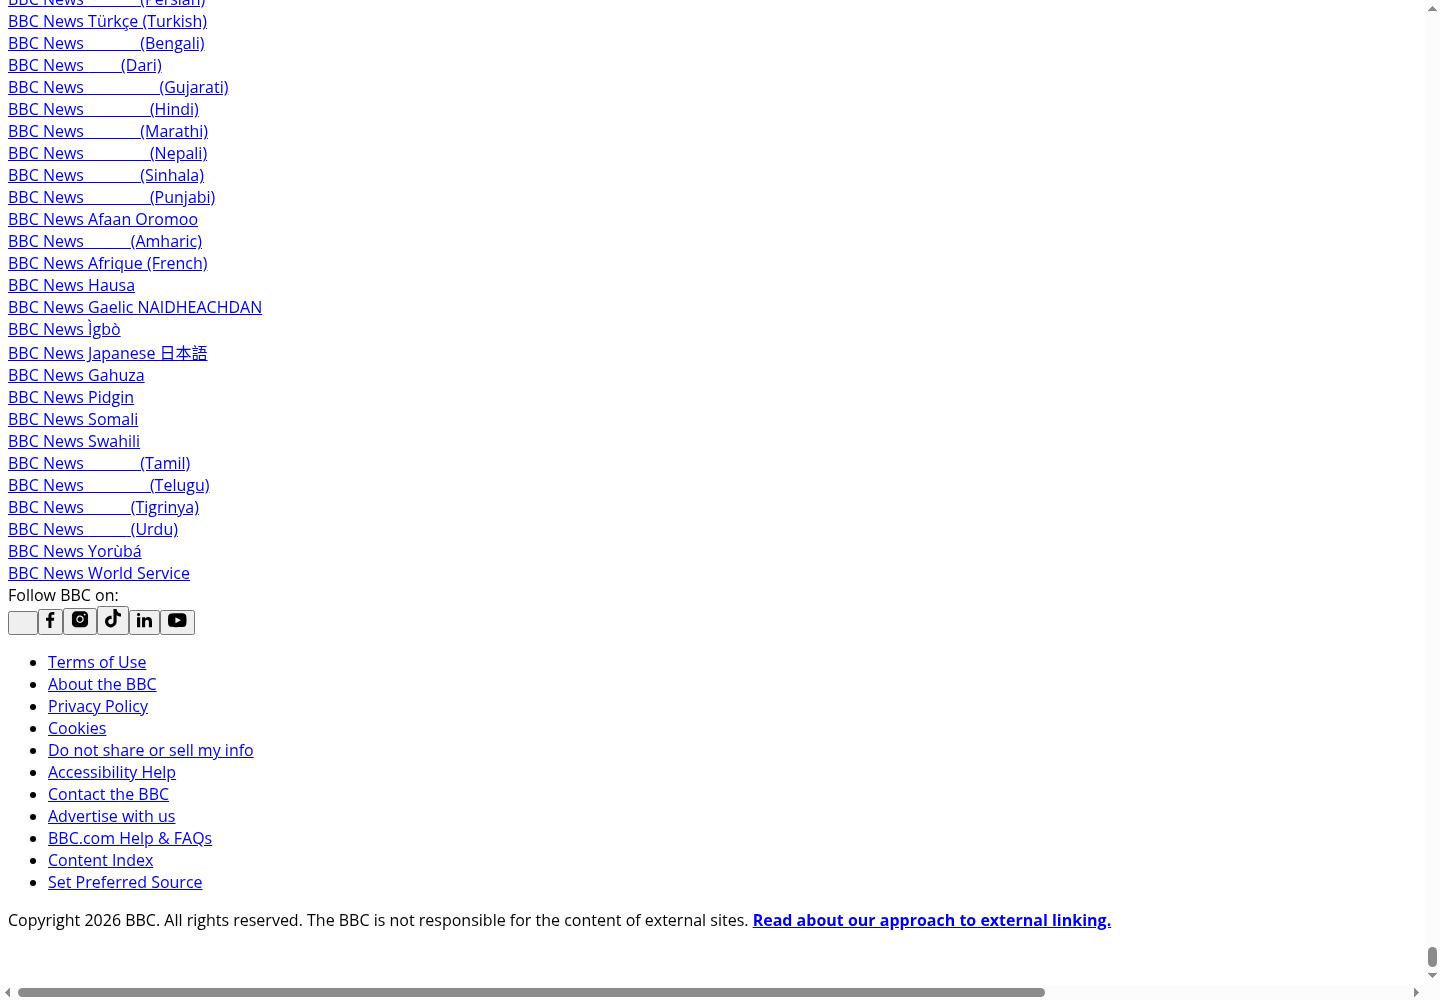 BBC News (Persian)
BBC News Türkçe (Turkish)
BBC News (Bengali)
BBC News (Dari)
BBC News (Gujarati)
BBC News (Hindi)
BBC News (Marathi)
BBC News (Nepali)
BBC News (Sinhala)
BBC News (Punjabi)
BBC News Afaan Oromoo
BBC News (Amharic)
BBC News Afrique (French)
BBC News Hausa
BBC News Gaelic NAIDHEACHDAN
BBC News Ìgbò
BBC News Japanese 日本語
BBC News Gahuza
BBC News Pidgin
BBC News Somali
BBC News Swahili
BBC News (Tamil)
BBC News (Telugu)
BBC News (Tigrinya)
BBC News (Urdu)
BBC News Yorùbá
BBC News World Service
Follow BBC on:
Terms of Use
About the BBC
Privacy Policy
Cookies
Do not share or sell my info
Accessibility Help
Contact the BBC
Advertise with us
BBC.com Help & FAQs
Content Index
Set Preferred Source
Copyright 2026 BBC. All rights reserved. The BBC is not responsible for the content of external sites. Read about our approach to external linking.